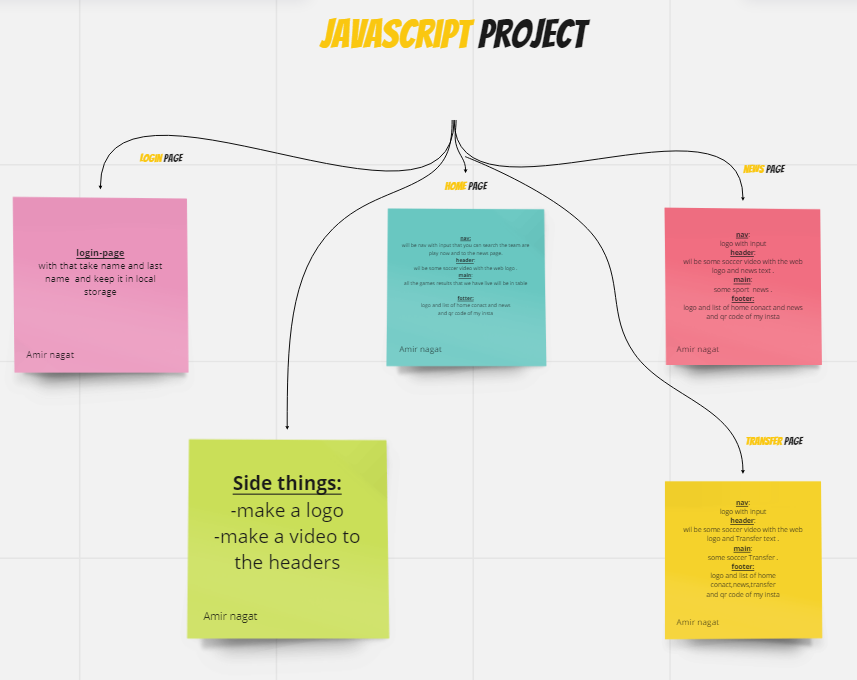 JAVASCRIPT PROJECT
LOGIN PAGE
login-page
with that take name and last
name and keep it in local
storage
Amir nagat
HOME PAGE
nav:
will be nav with input that you can search the team are
play now and to the news page.
header:
wil be some soccer video with the web logo.
main:
all the gamer results that we have live will be in table
footer:
logo and list of home conact and news
and qr code of my insta
Amir nagat
NEWS PAGE
nav:
logo with input
header:
wil be some soccer video with the web
logo and news text .
main:
some sport news .
footer:
logo and list of home conact and news
and qr code of my insta
Amir nagat
Side things:
-make a logo
-make a video to
the headers
Amir nagat
TRANSFER PAGE
nav:
logo with input
header:
wil be some soccer video with the web
logo and Transfer text .
main:
some soccer Transfer .
footer:
logo and list of home
conact,news,transfer
and qr code of my insta
Amir nagat